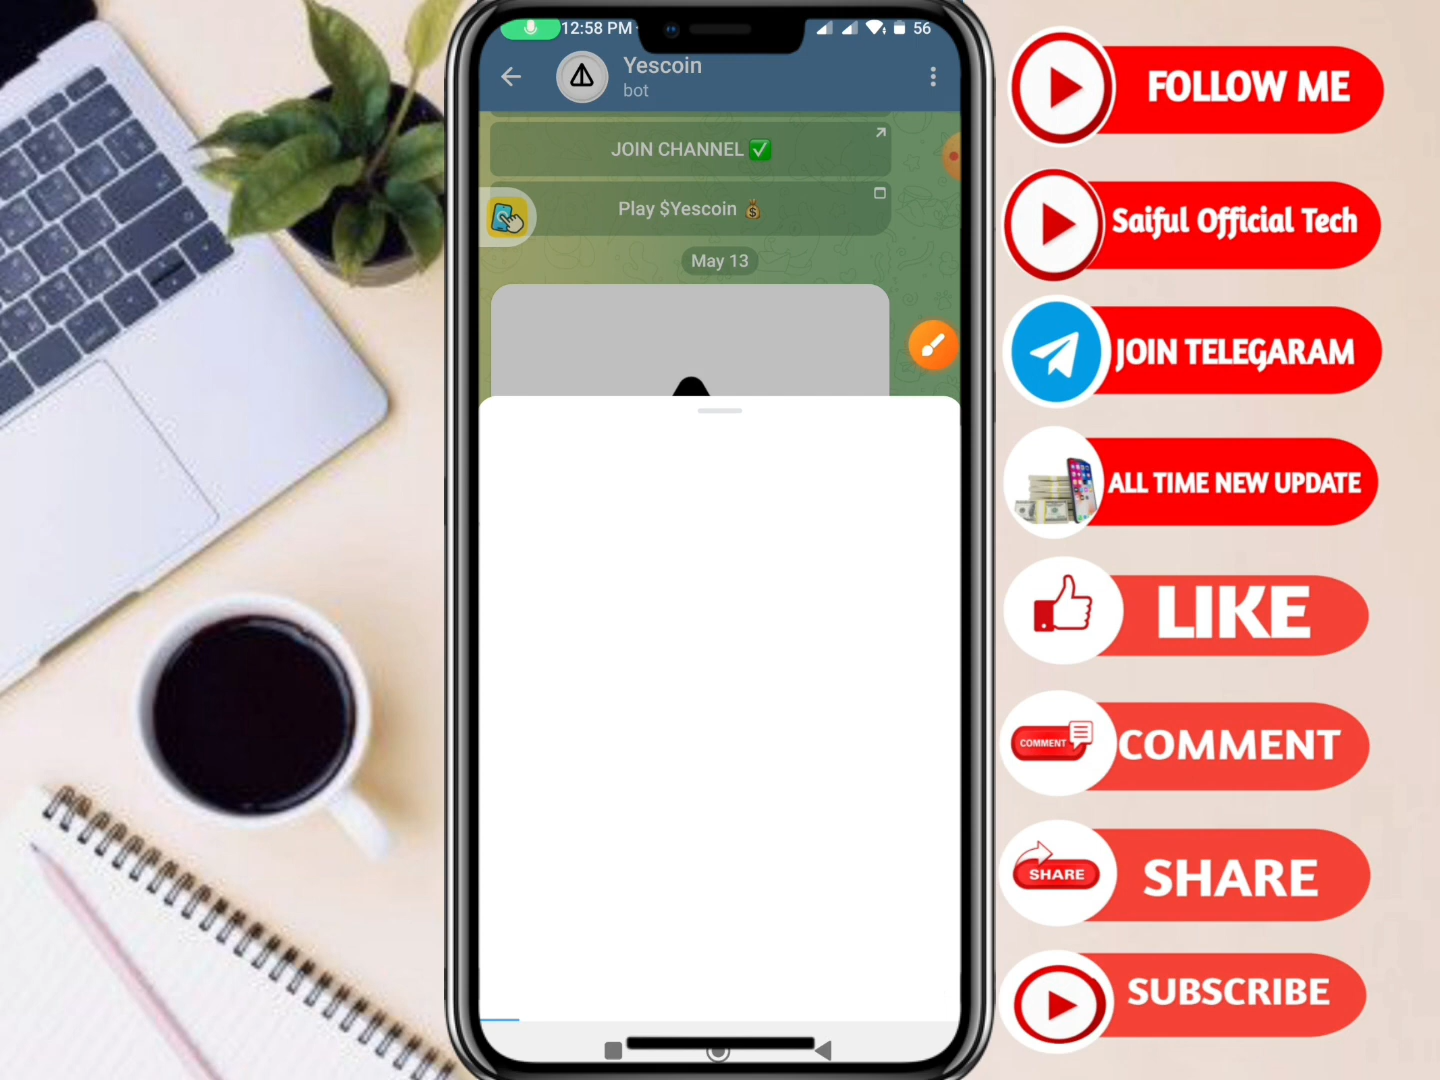 12:58 PM
56
Yescoin
bot
JOIN CHANNEL ✅
Play $Yescoin 💰
May 13
FOLLOW ME
Saiful Official Tech
JOIN TELEGARAM
ALL TIME NEW UPDATE
LIKE
COMMENT
COMMENT
SHARE
SHARE
SUBSCRIBE